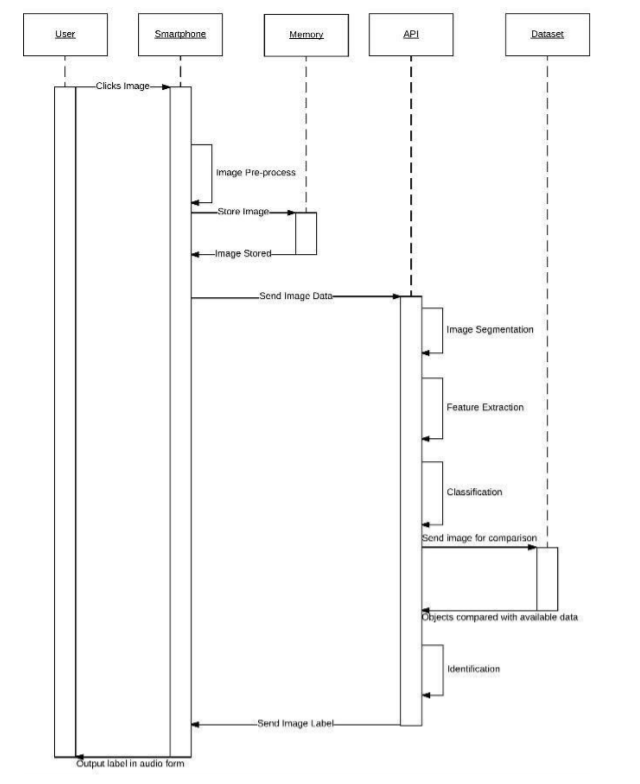 User
Smartphone
Memory
API
Dataset
Clicks Image
Image Pre-process
Store Image
Image Stored
Send Image Data
Image Segmentation
Feature Extraction
Classification
Send image for comparison
Objects compared with available data
Identification
Send Image Label
Output label in audio form